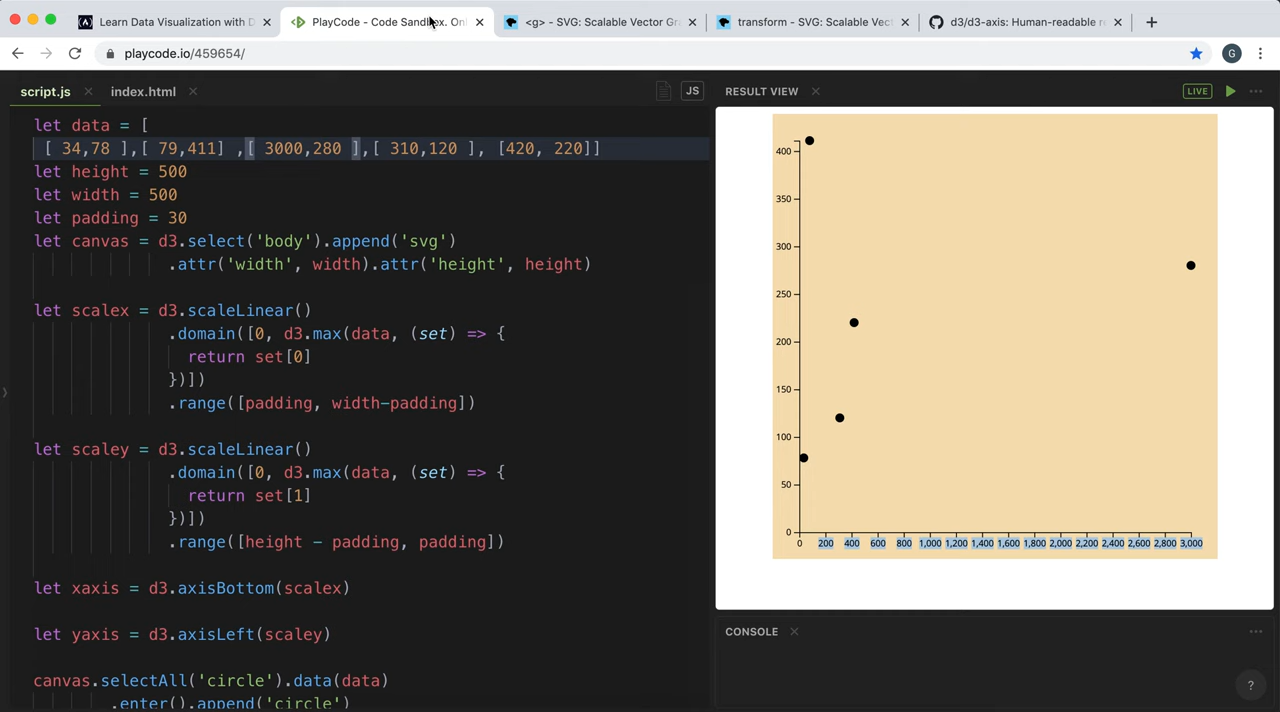 Learn Data Visualization with D
PlayCode - Code Sandbox. Onl
<g> - SVG: Scalable Vector Gra
transform - SVG: Scalable Vect
d3/d3-axis: Human-readable re
playcode.io/459654/
G
script.js
index.html
JS
RESULT VIEW
LIVE
let data = [
[ 34,78 ],[ 79,411] ,[ 3000,280 ],[ 310,120 ], [420, 220]]
let height = 500
let width = 500
let padding = 30
let canvas = d3.select('body').append('svg')
.attr('width', width).attr('height', height)
let scalex = d3.scaleLinear()
.domain([0, d3.max(data, (set) => {
return set[0]
})])
.range([padding, width-padding])
let scaley = d3.scaleLinear()
.domain([0, d3.max(data, (set) => {
return set[1]
})])
.range([height - padding, padding])
let xaxis = d3.axisBottom(scalex)
let yaxis = d3.axisLeft(scaley)
canvas.selectAll('circle').data(data)
.enter().append('circle')
400
350
300
250
200
150
100
50
0
0 200 400 600 800 1,000 1,200 1,400 1,600 1,800 2,000 2,200 2,400 2,600 2,800 3,000
CONSOLE
?